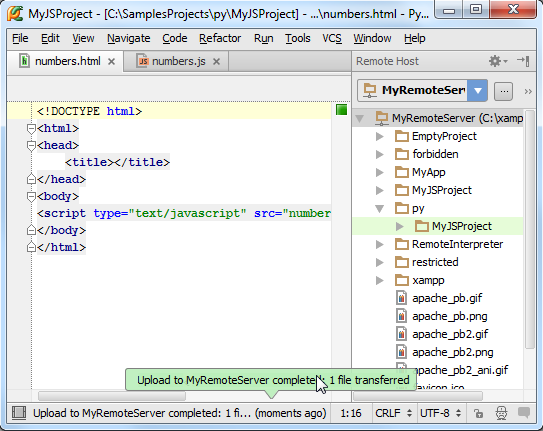 MyJSProject - [C:\SamplesProjects\py\MyJSProject] - ...\numbers.html - Py...
File Edit View Navigate Code Refactor Run Tools VCS Window Help
numbers.html
numbers.js
<!DOCTYPE html>
<html>
<head>
<title></title>
</head>
<body>
<script type="text/javascript" src="number
</body>
</html>
Remote Host
MyRemoteServer
...
MyRemoteServer (C:\xamp
EmptyProject
forbidden
MyApp
MyJSProject
py
MyJSProject
RemoteInterpreter
restricted
xampp
apache_pb.gif
apache_pb.png
apache_pb2.gif
apache_pb2.png
apache_pb2_ani.gif
favicon.ico
Upload to MyRemoteServer completed: 1 file transferred
Upload to MyRemoteServer completed: 1 fi... (moments ago) 1:16 CRLF UTF-8